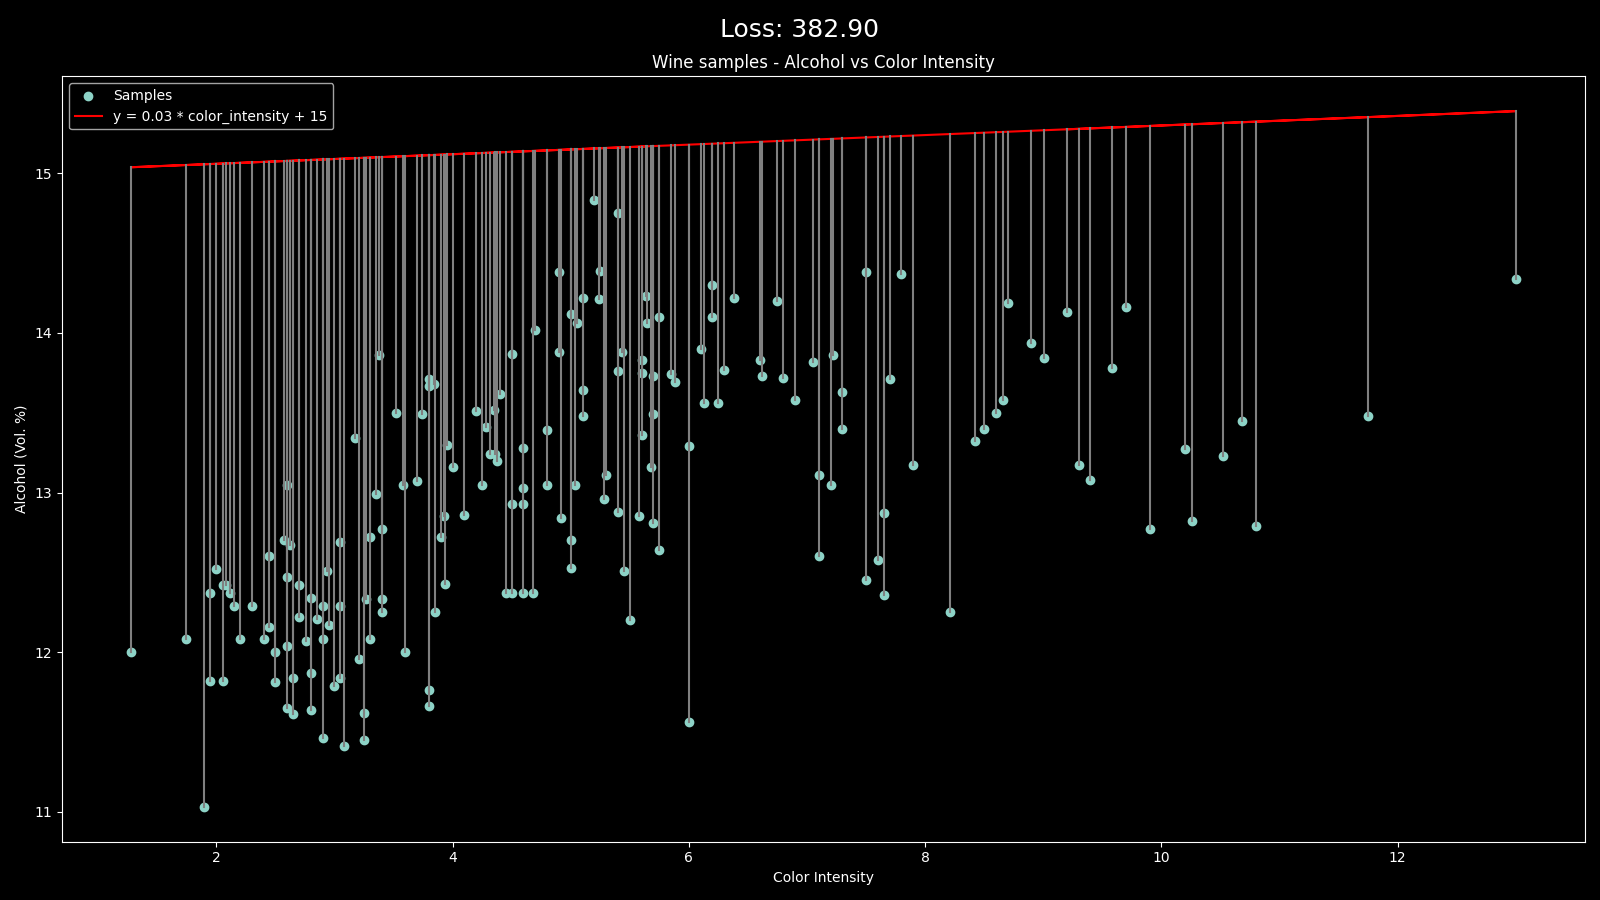 Loss: 382.90
Wine samples - Alcohol vs Color Intensity
Samples
y = 0.03 * color_intensity + 15
15
14
13
12
11
Alcohol (Vol. %)
2 4 6 8 10 12
Color Intensity